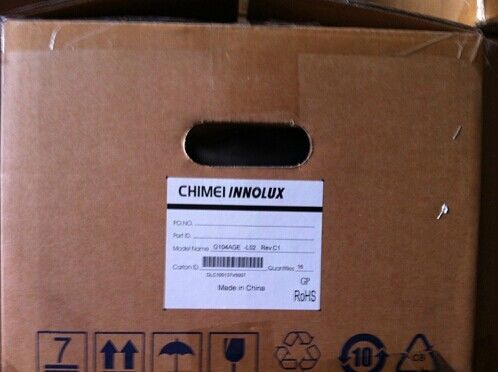 CHIMEI INNOLUX
P.O.NO.
Part ID.
Model Name G104AGE -L02 Rev.C1
Carton ID Quantities 16
GP
Made in China RoHS
7 10 CB